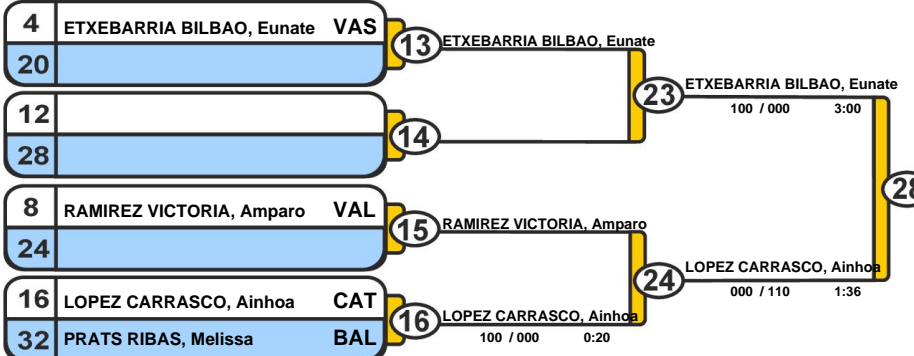 4 ETXEBARRIA BILBAO, Eunate VAS
20
13 ETXEBARRIA BILBAO, Eunate
12
28
14
23 ETXEBARRIA BILBAO, Eunate
100 / 000 3:00
8 RAMIREZ VICTORIA, Amparo VAL
24
15 RAMIREZ VICTORIA, Amparo
16 LOPEZ CARRASCO, Ainhoa CAT
32 PRATS RIBAS, Melissa BAL
16 LOPEZ CARRASCO, Ainhoa
100 / 000 0:20
24 LOPEZ CARRASCO, Ainhoa
000 / 110 1:36
28